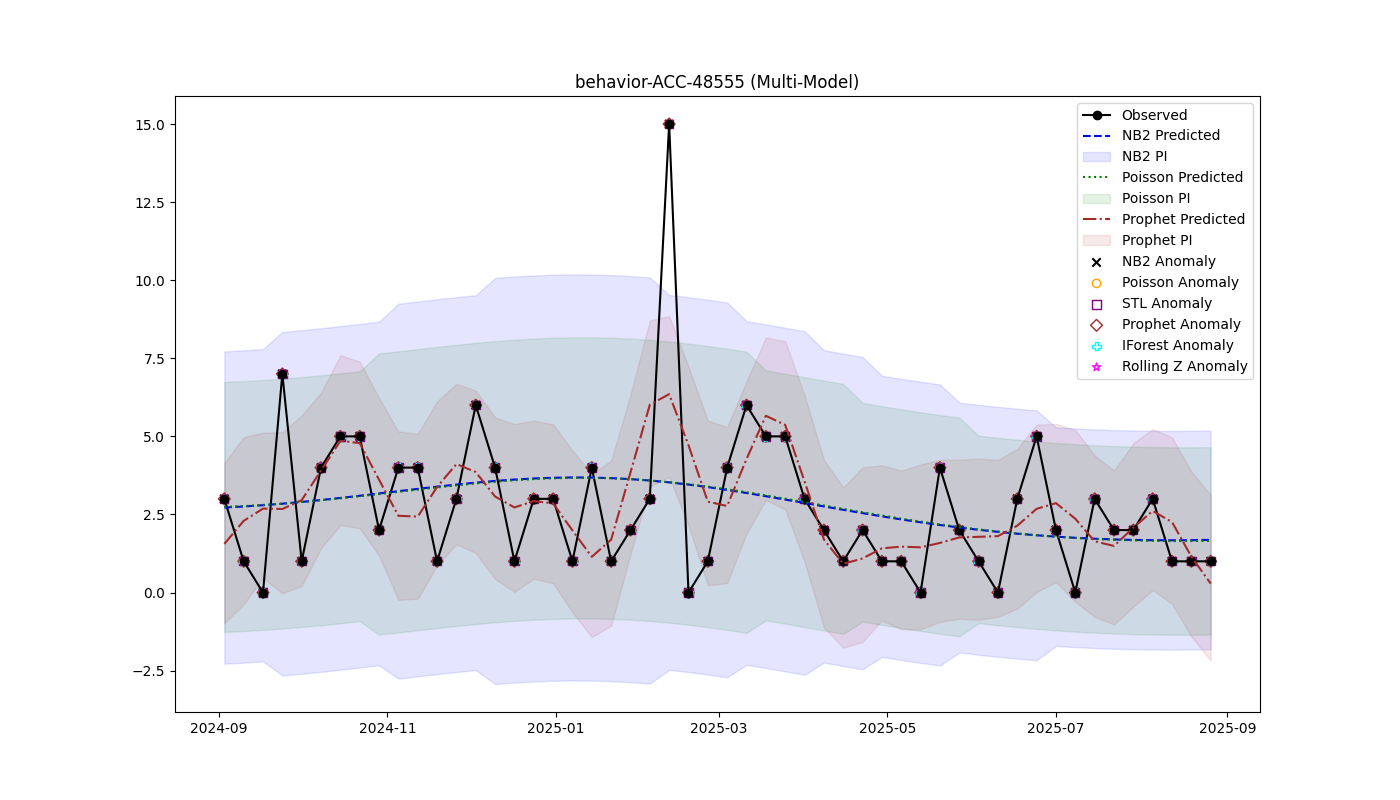 behavior-ACC-48555 (Multi-Model)
15.0
12.5
10.0
7.5
5.0
2.5
0.0
−2.5
Observed
NB2 Predicted
NB2 PI
Poisson Predicted
Poisson PI
Prophet Predicted
Prophet PI
NB2 Anomaly
Poisson Anomaly
STL Anomaly
Prophet Anomaly
IForest Anomaly
Rolling Z Anomaly
2024-09 2024-11 2025-01 2025-03 2025-05 2025-07 2025-09